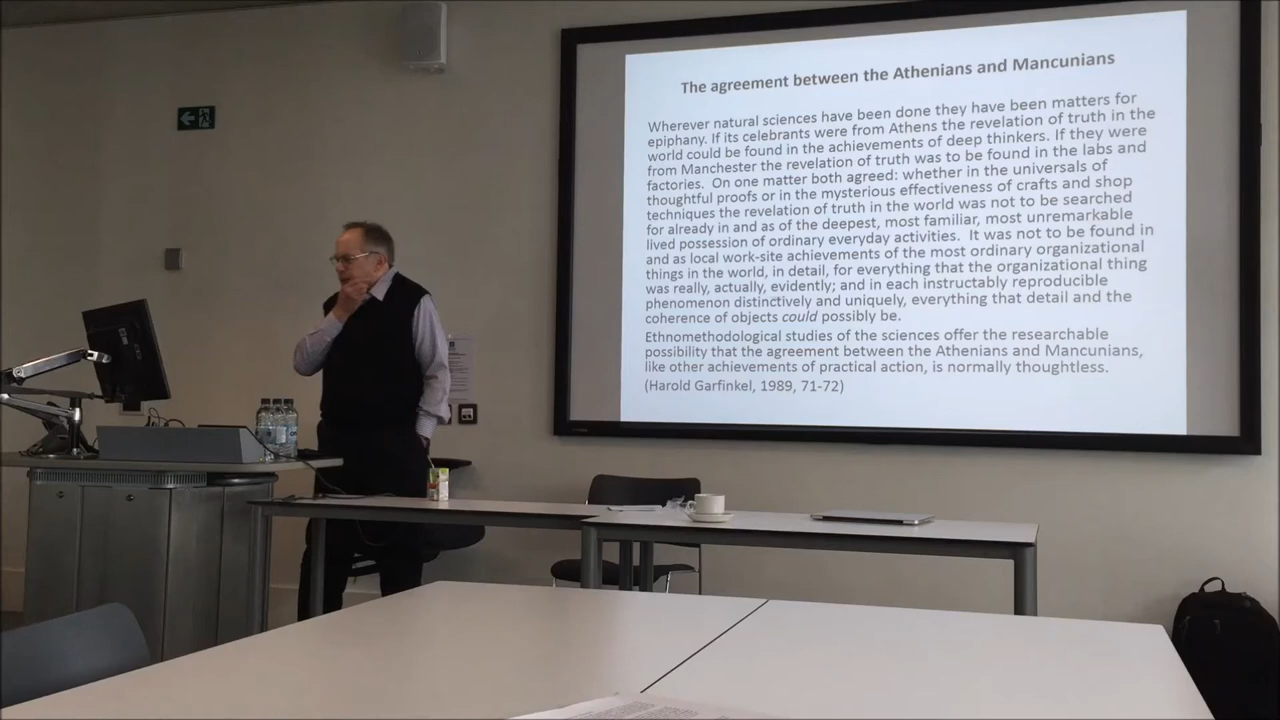 The agreement between the Athenians and Mancunians
Wherever natural sciences have been done they have been matters for
epiphany. If its celebrants were from Athens the revelation of truth in the
world could be found in the achievements of deep thinkers. If they were
from Manchester the revelation of truth was to be found in the labs and
factories. On one matter both agreed: whether in the universals of
thoughtful proofs or in the mysterious effectiveness of crafts and shop
techniques the revelation of truth in the world was not to be searched
for already in and as of the deepest, most familiar, most unremarkable
lived possession of ordinary everyday activities. It was not to be found in
and as local work-site achievements of the most ordinary organizational
things in the world, in detail, for everything that the organizational thing
was really, actually, evidently; and in each instructably reproducible
phenomenon distinctively and uniquely, everything that detail and the
coherence of objects could possibly be.
Ethnomethodological studies of the sciences offer the researchable
possibility that the agreement between the Athenians and Mancunians,
like other achievements of practical action, is normally thoughtless.
(Harold Garfinkel, 1989, 71-72)